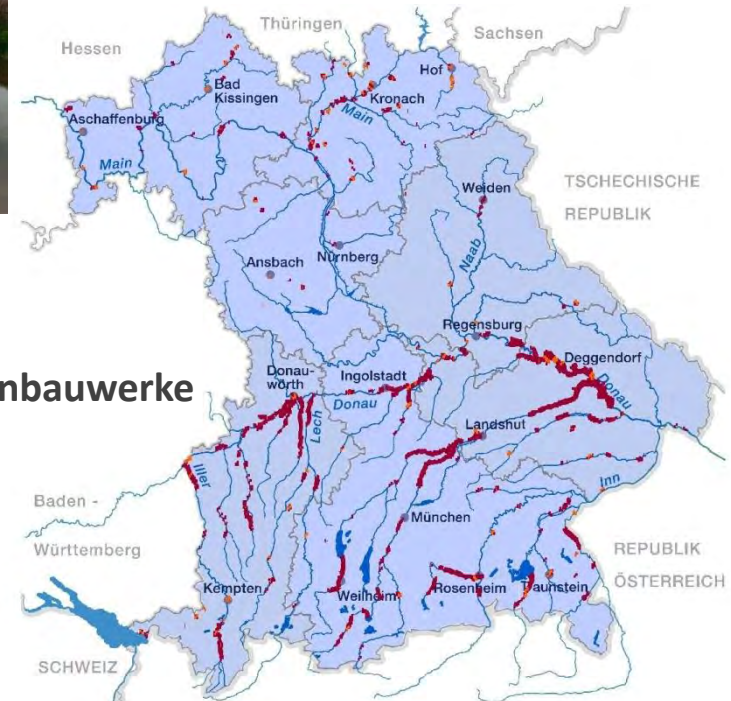 Thüringen
Sachsen
Hessen
Hof
Bad
Kissingen
Kronach
Aschaffenburg
Main
Main
Weiden
TSCHECHISCHE
REPUBLIK
Naab
Nürnberg
Ansbach
Regensburg
Deggendorf
Donau-
wörth
Ingolstadt
nbauwerke
Donau
Donau
Lech
Landshut
Iller
Inn
Baden -
Württemberg
München
REPUBLIK
ÖSTERREICH
Kempten
Weilheim
Rosenheim
Traunstein
SCHWEIZ